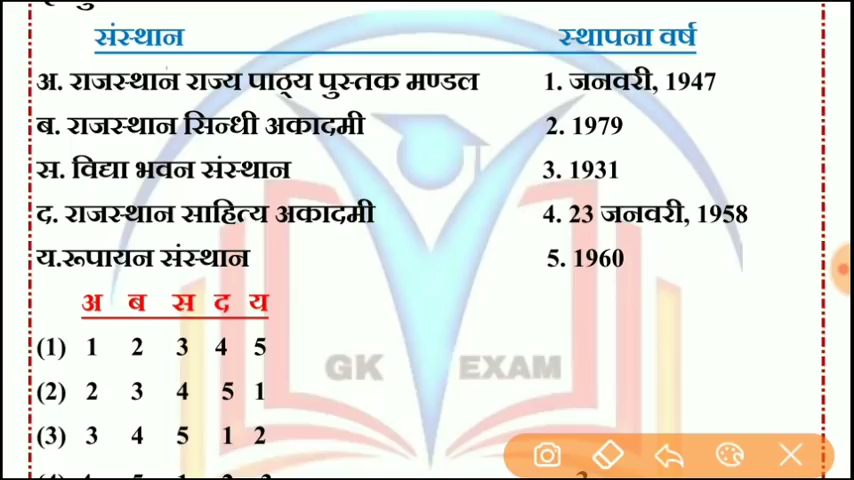 संस्थान स्थापना वर्ष
अ. राजस्थान राज्य पाठ्य पुस्तक मण्डल 1. जनवरी, 1947
ब. राजस्थान सिन्धी अकादमी 2. 1979
स. विद्या भवन संस्थान 3. 1931
द. राजस्थान साहित्य अकादमी 4. 23 जनवरी, 1958
य.रूपायन संस्थान 5. 1960
अ ब स द य
(1) 1 2 3 4 5
GK EXAM
(2) 2 3 4 5 1
(3) 3 4 5 1 2